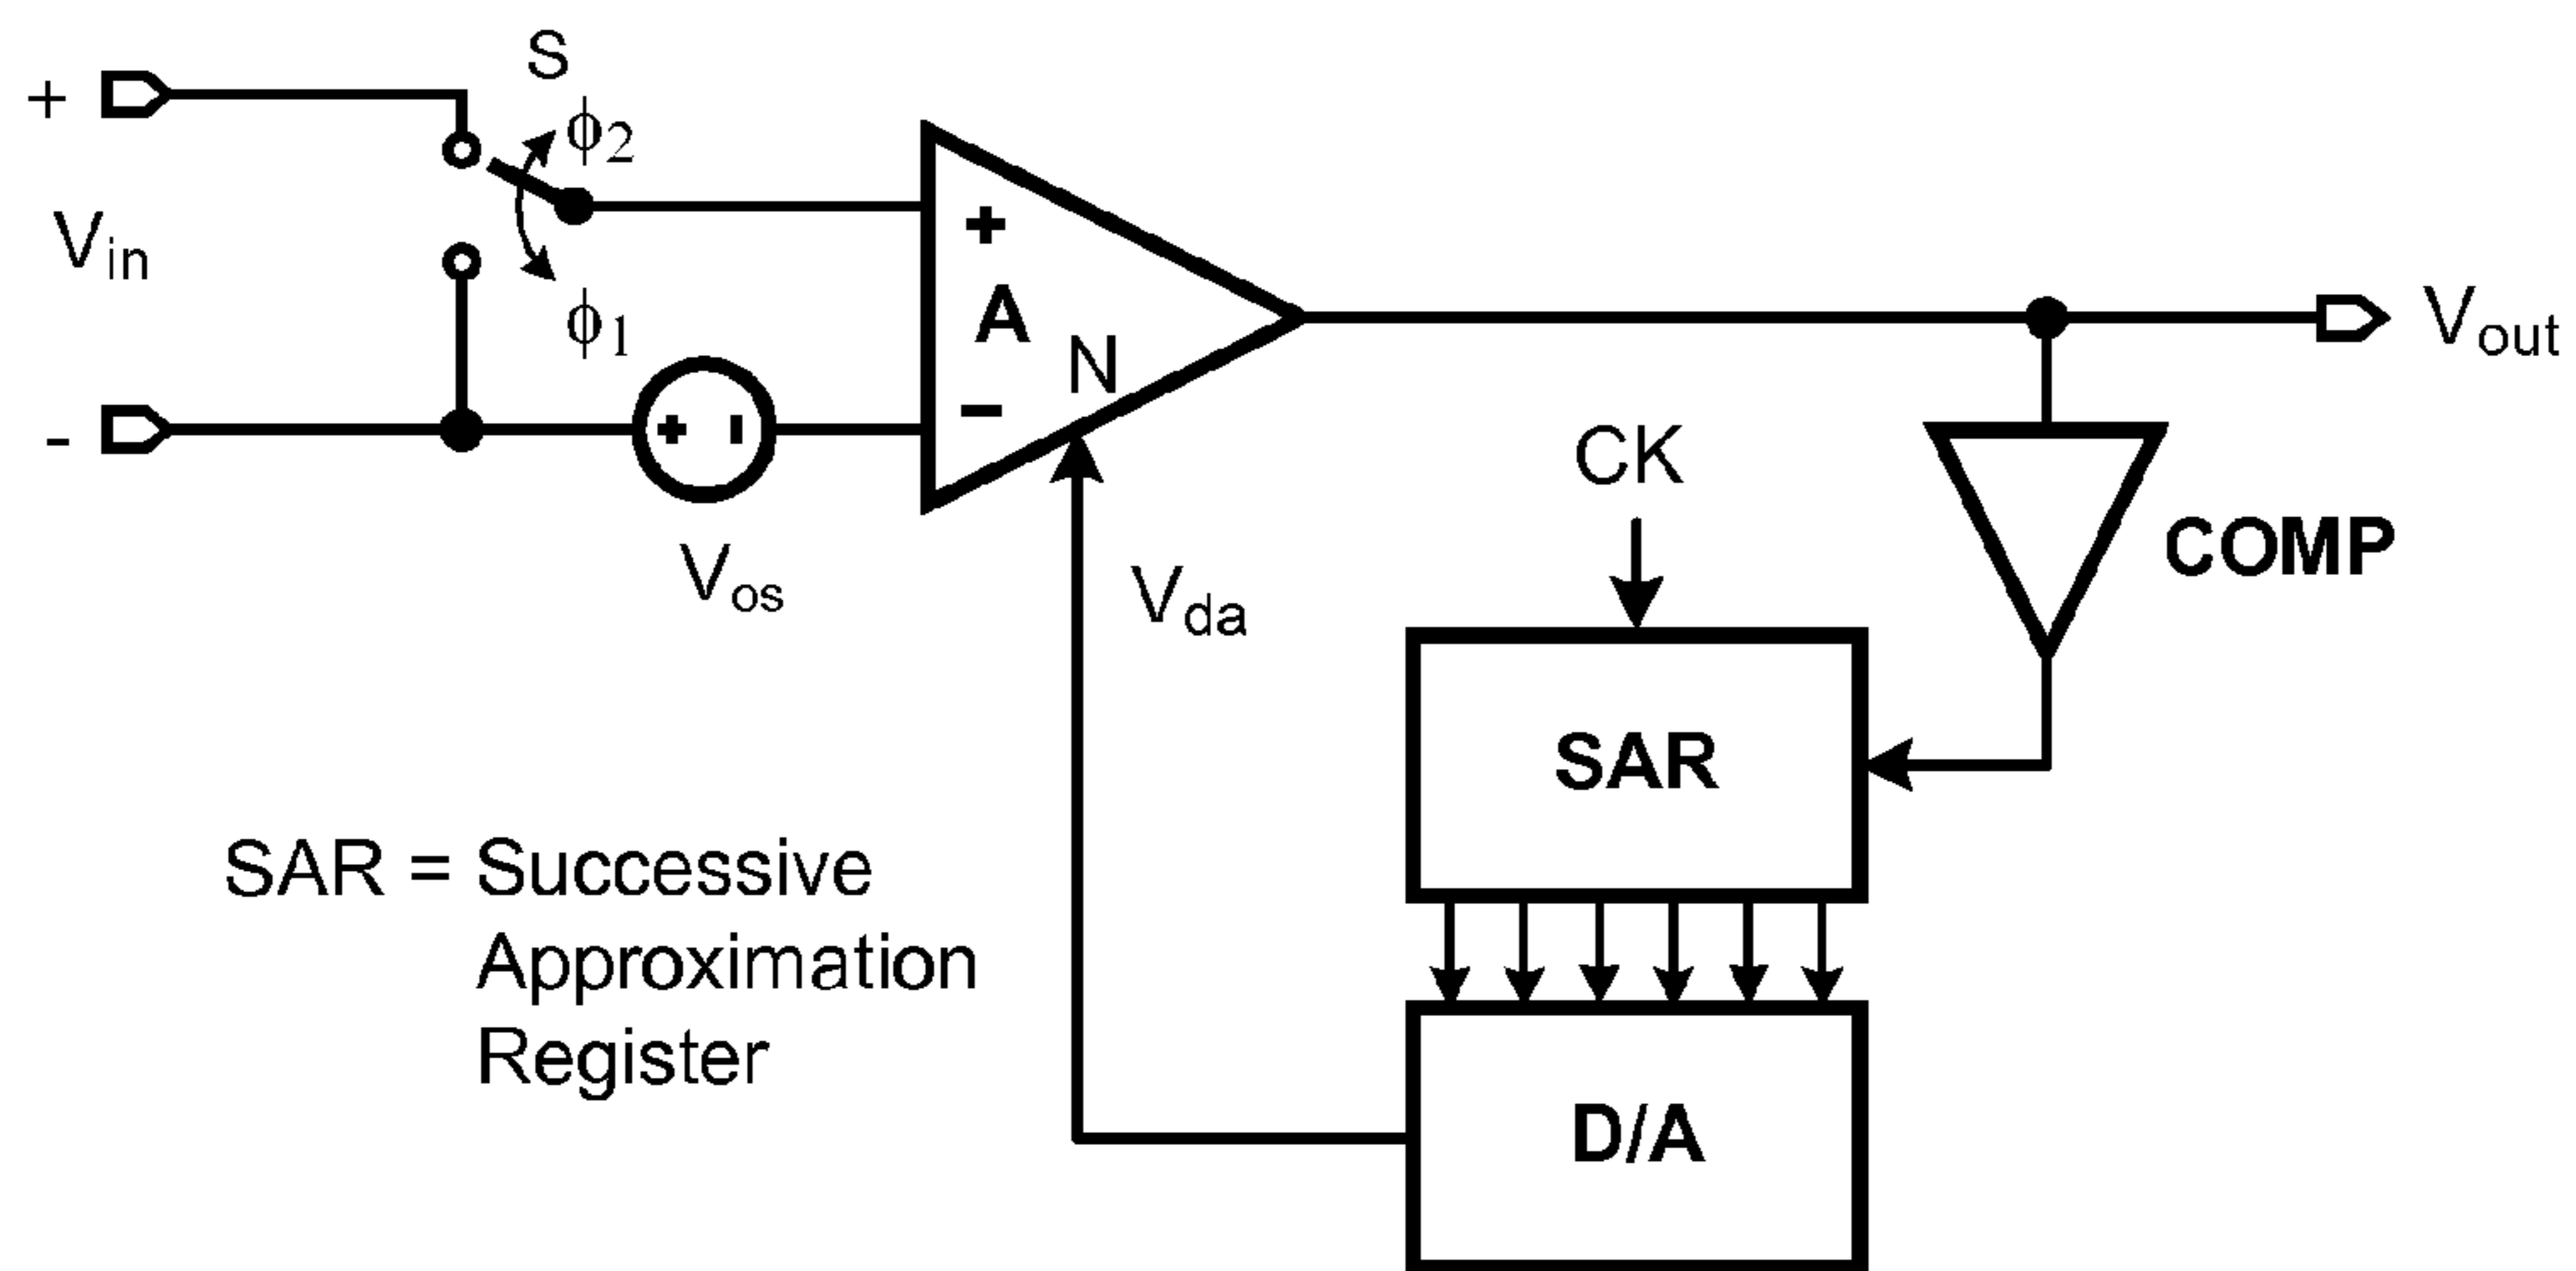 S
+
ϕ2
Vin
ϕ1
-
+
A
N
-
+ -
Vos
Vout
CK
COMP
Vda
SAR
SAR = Successive
Approximation
Register
D/A